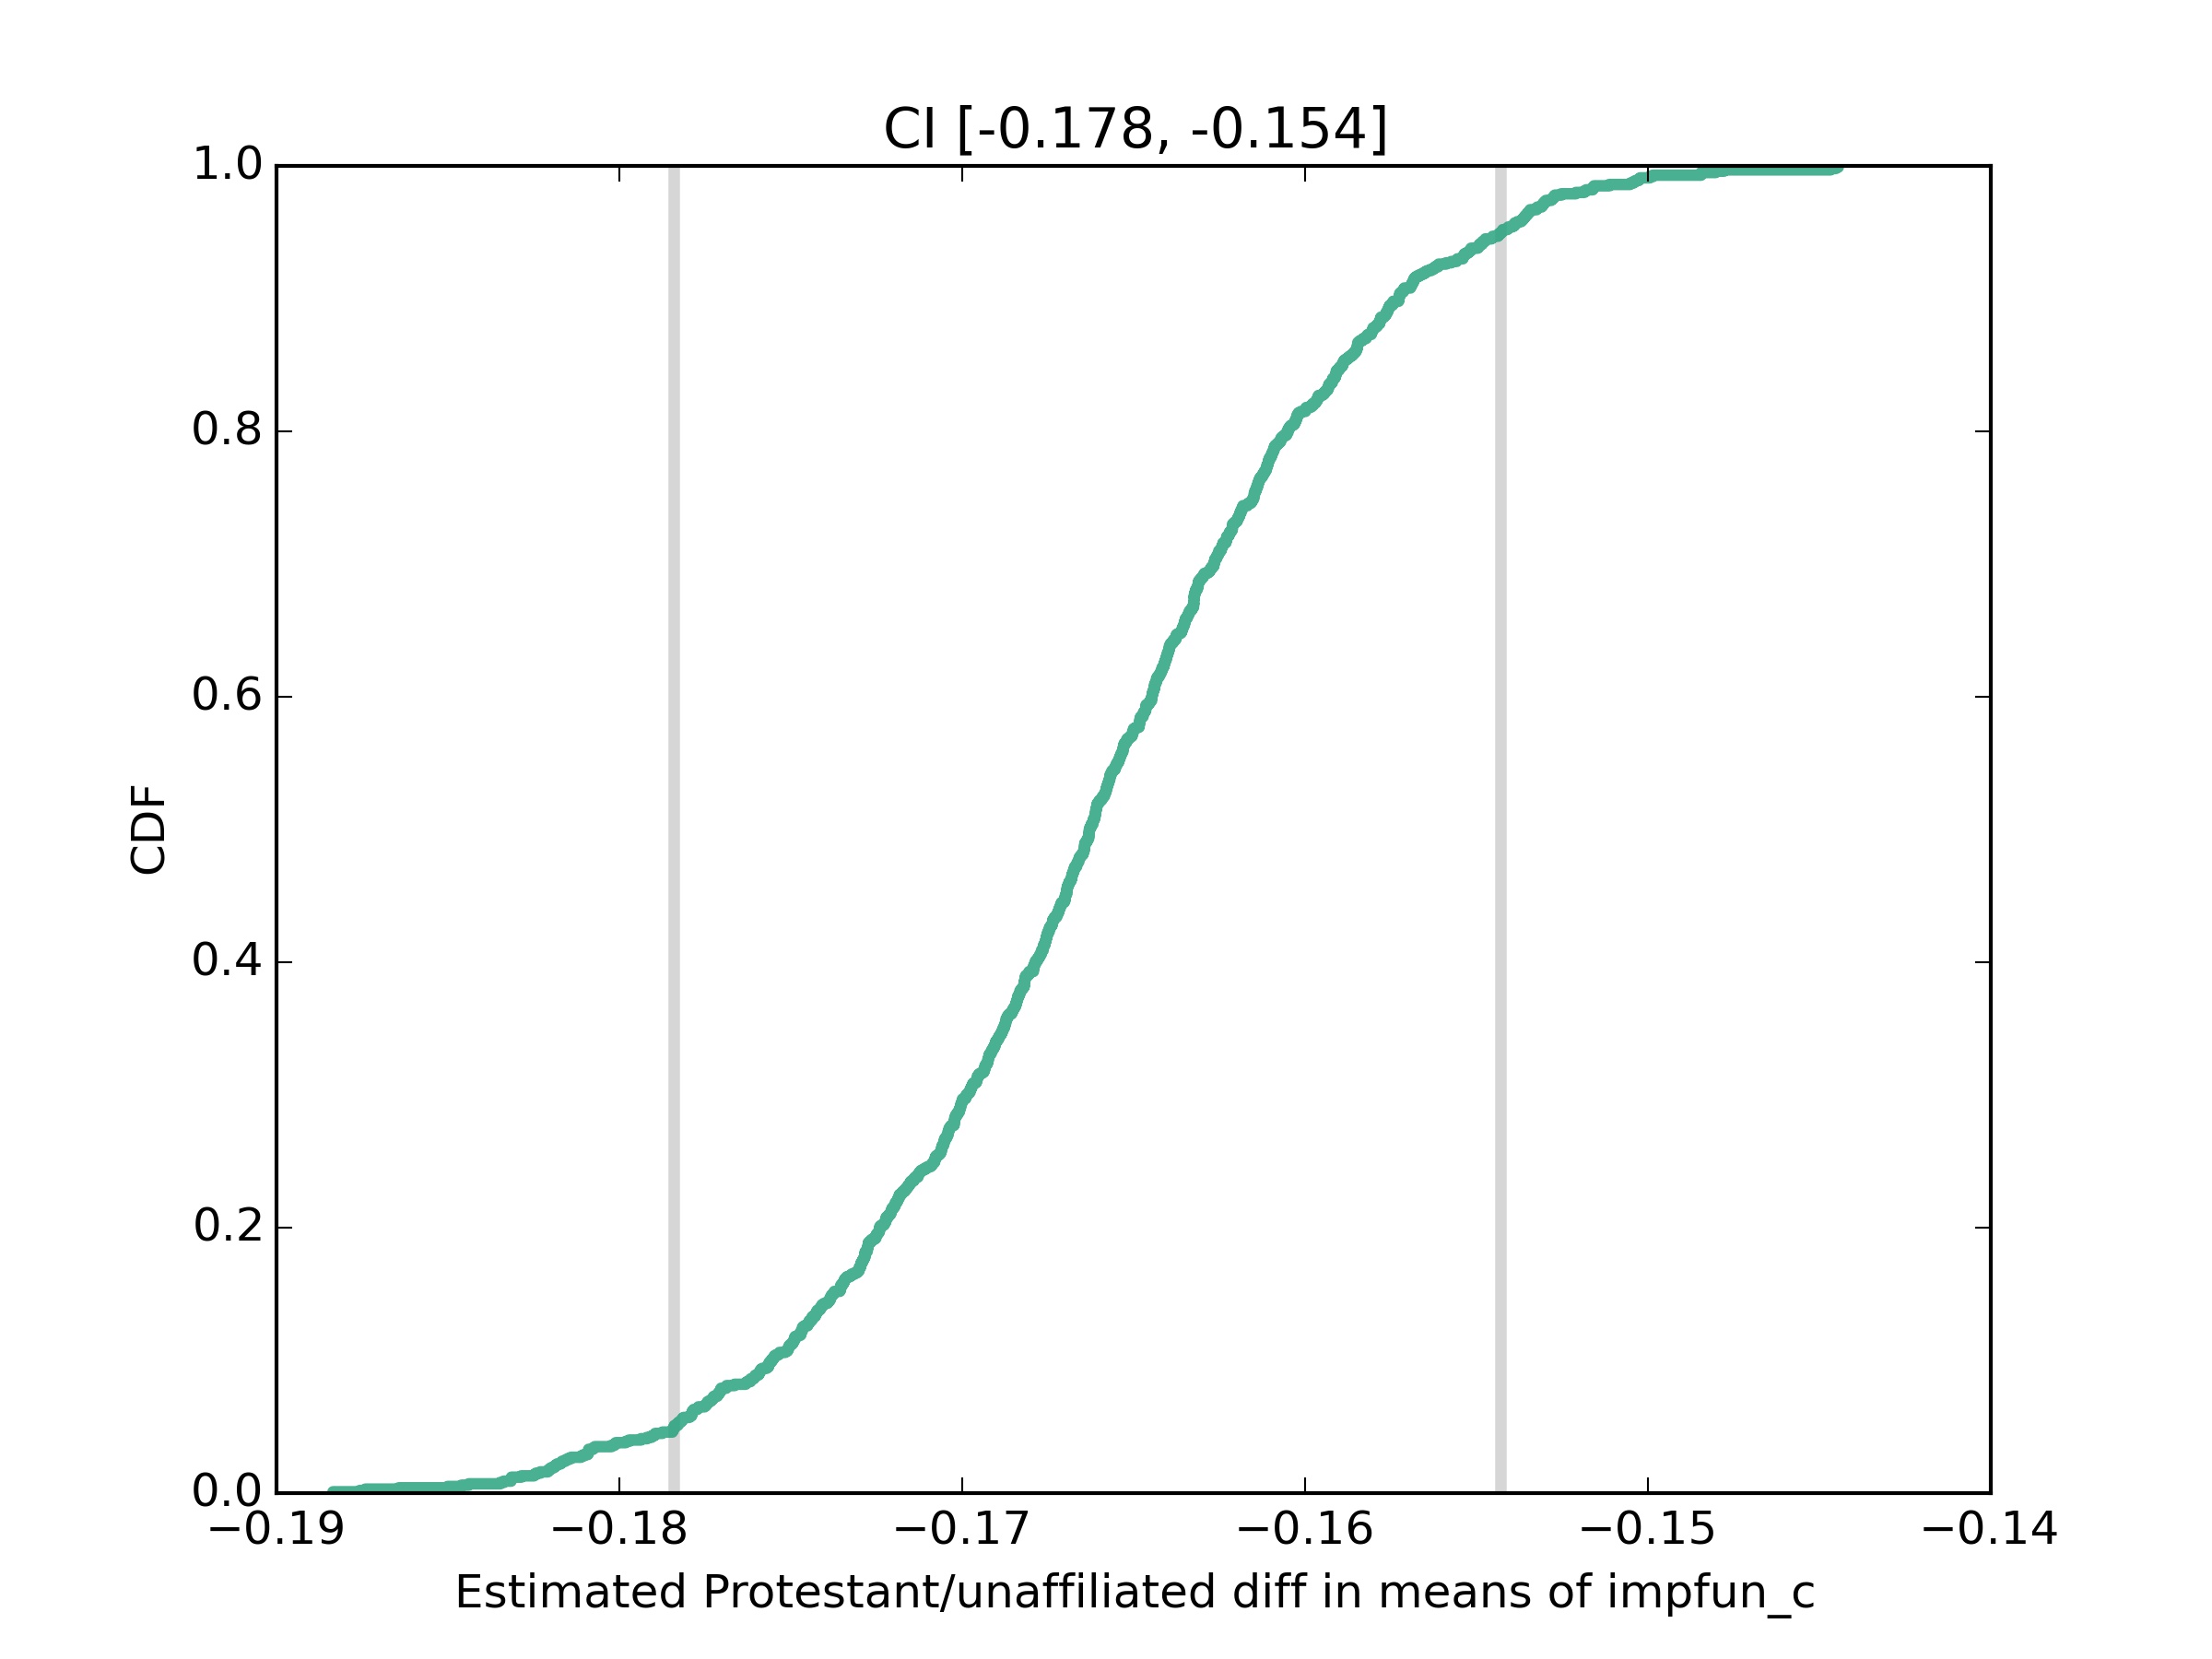 CI [-0.178, -0.154]
1.0
0.8
0.6
0.4
0.2
0.0
CDF
−0.19 −0.18 −0.17 −0.16 −0.15 −0.14
Estimated Protestant/unaffiliated diff in means of impfun_c